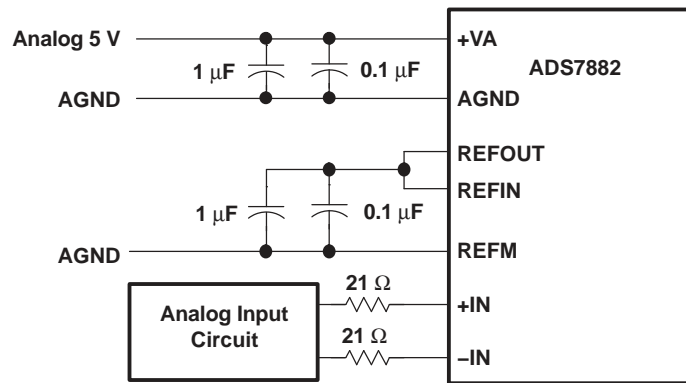 Analog 5 V
+VA
ADS7882
1 µF
0.1 µF
AGND
AGND
REFOUT
REFIN
1 µF
0.1 µF
AGND
REFM
21 Ω
+IN
Analog Input
Circuit
21 Ω
−IN